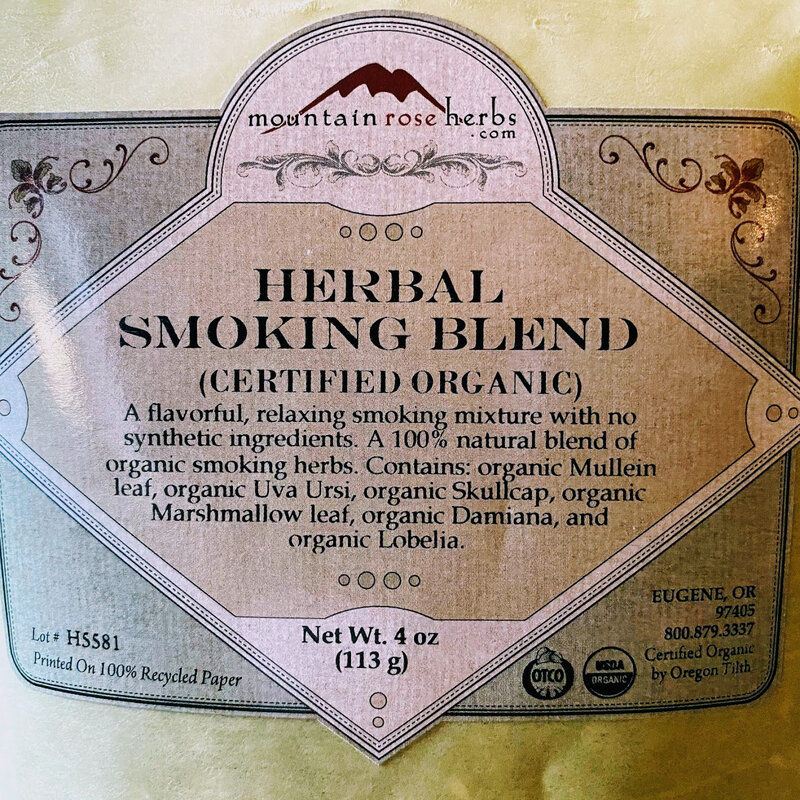 mountain rose herbs
.com
HERBAL
SMOKING BLEND
(CERTIFIED ORGANIC)
A flavorful, relaxing smoking mixture with no
synthetic ingredients. A 100% natural blend of
organic smoking herbs. Contains: organic Mullein
leaf, organic Uva Ursi, organic Skullcap, organic
Marshmallow leaf, organic Damiana, and
organic Lobelia.
Net Wt. 4 oz
(113 g)
Lot # HS581
Printed On 100% Recycled Paper
EUGENE, OR
97405
800.879.3337
Certified Organic
by Oregon Tilth
OTCO
USDA
ORGANIC